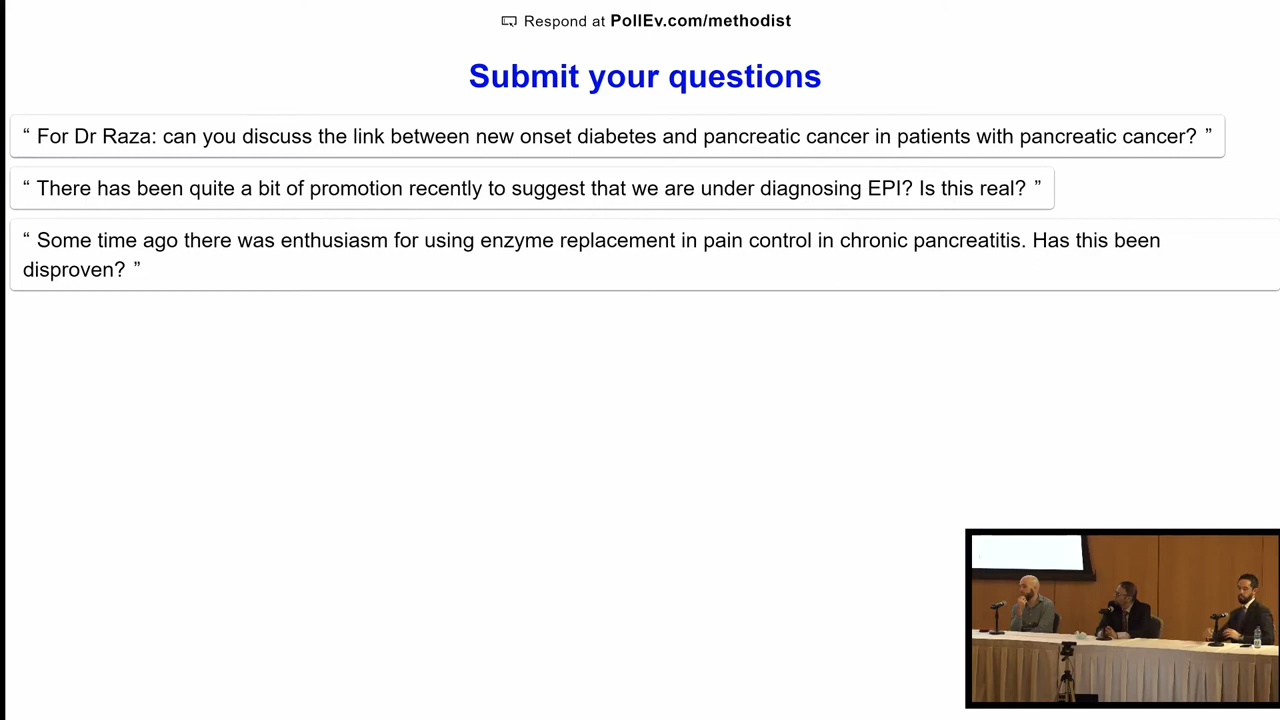 Respond at PollEv.com/methodist
Submit your questions
“ For Dr Raza: can you discuss the link between new onset diabetes and pancreatic cancer in patients with pancreatic cancer? ”
“ There has been quite a bit of promotion recently to suggest that we are under diagnosing EPI? Is this real? ”
“ Some time ago there was enthusiasm for using enzyme replacement in pain control in chronic pancreatitis. Has this been
disproven? ”